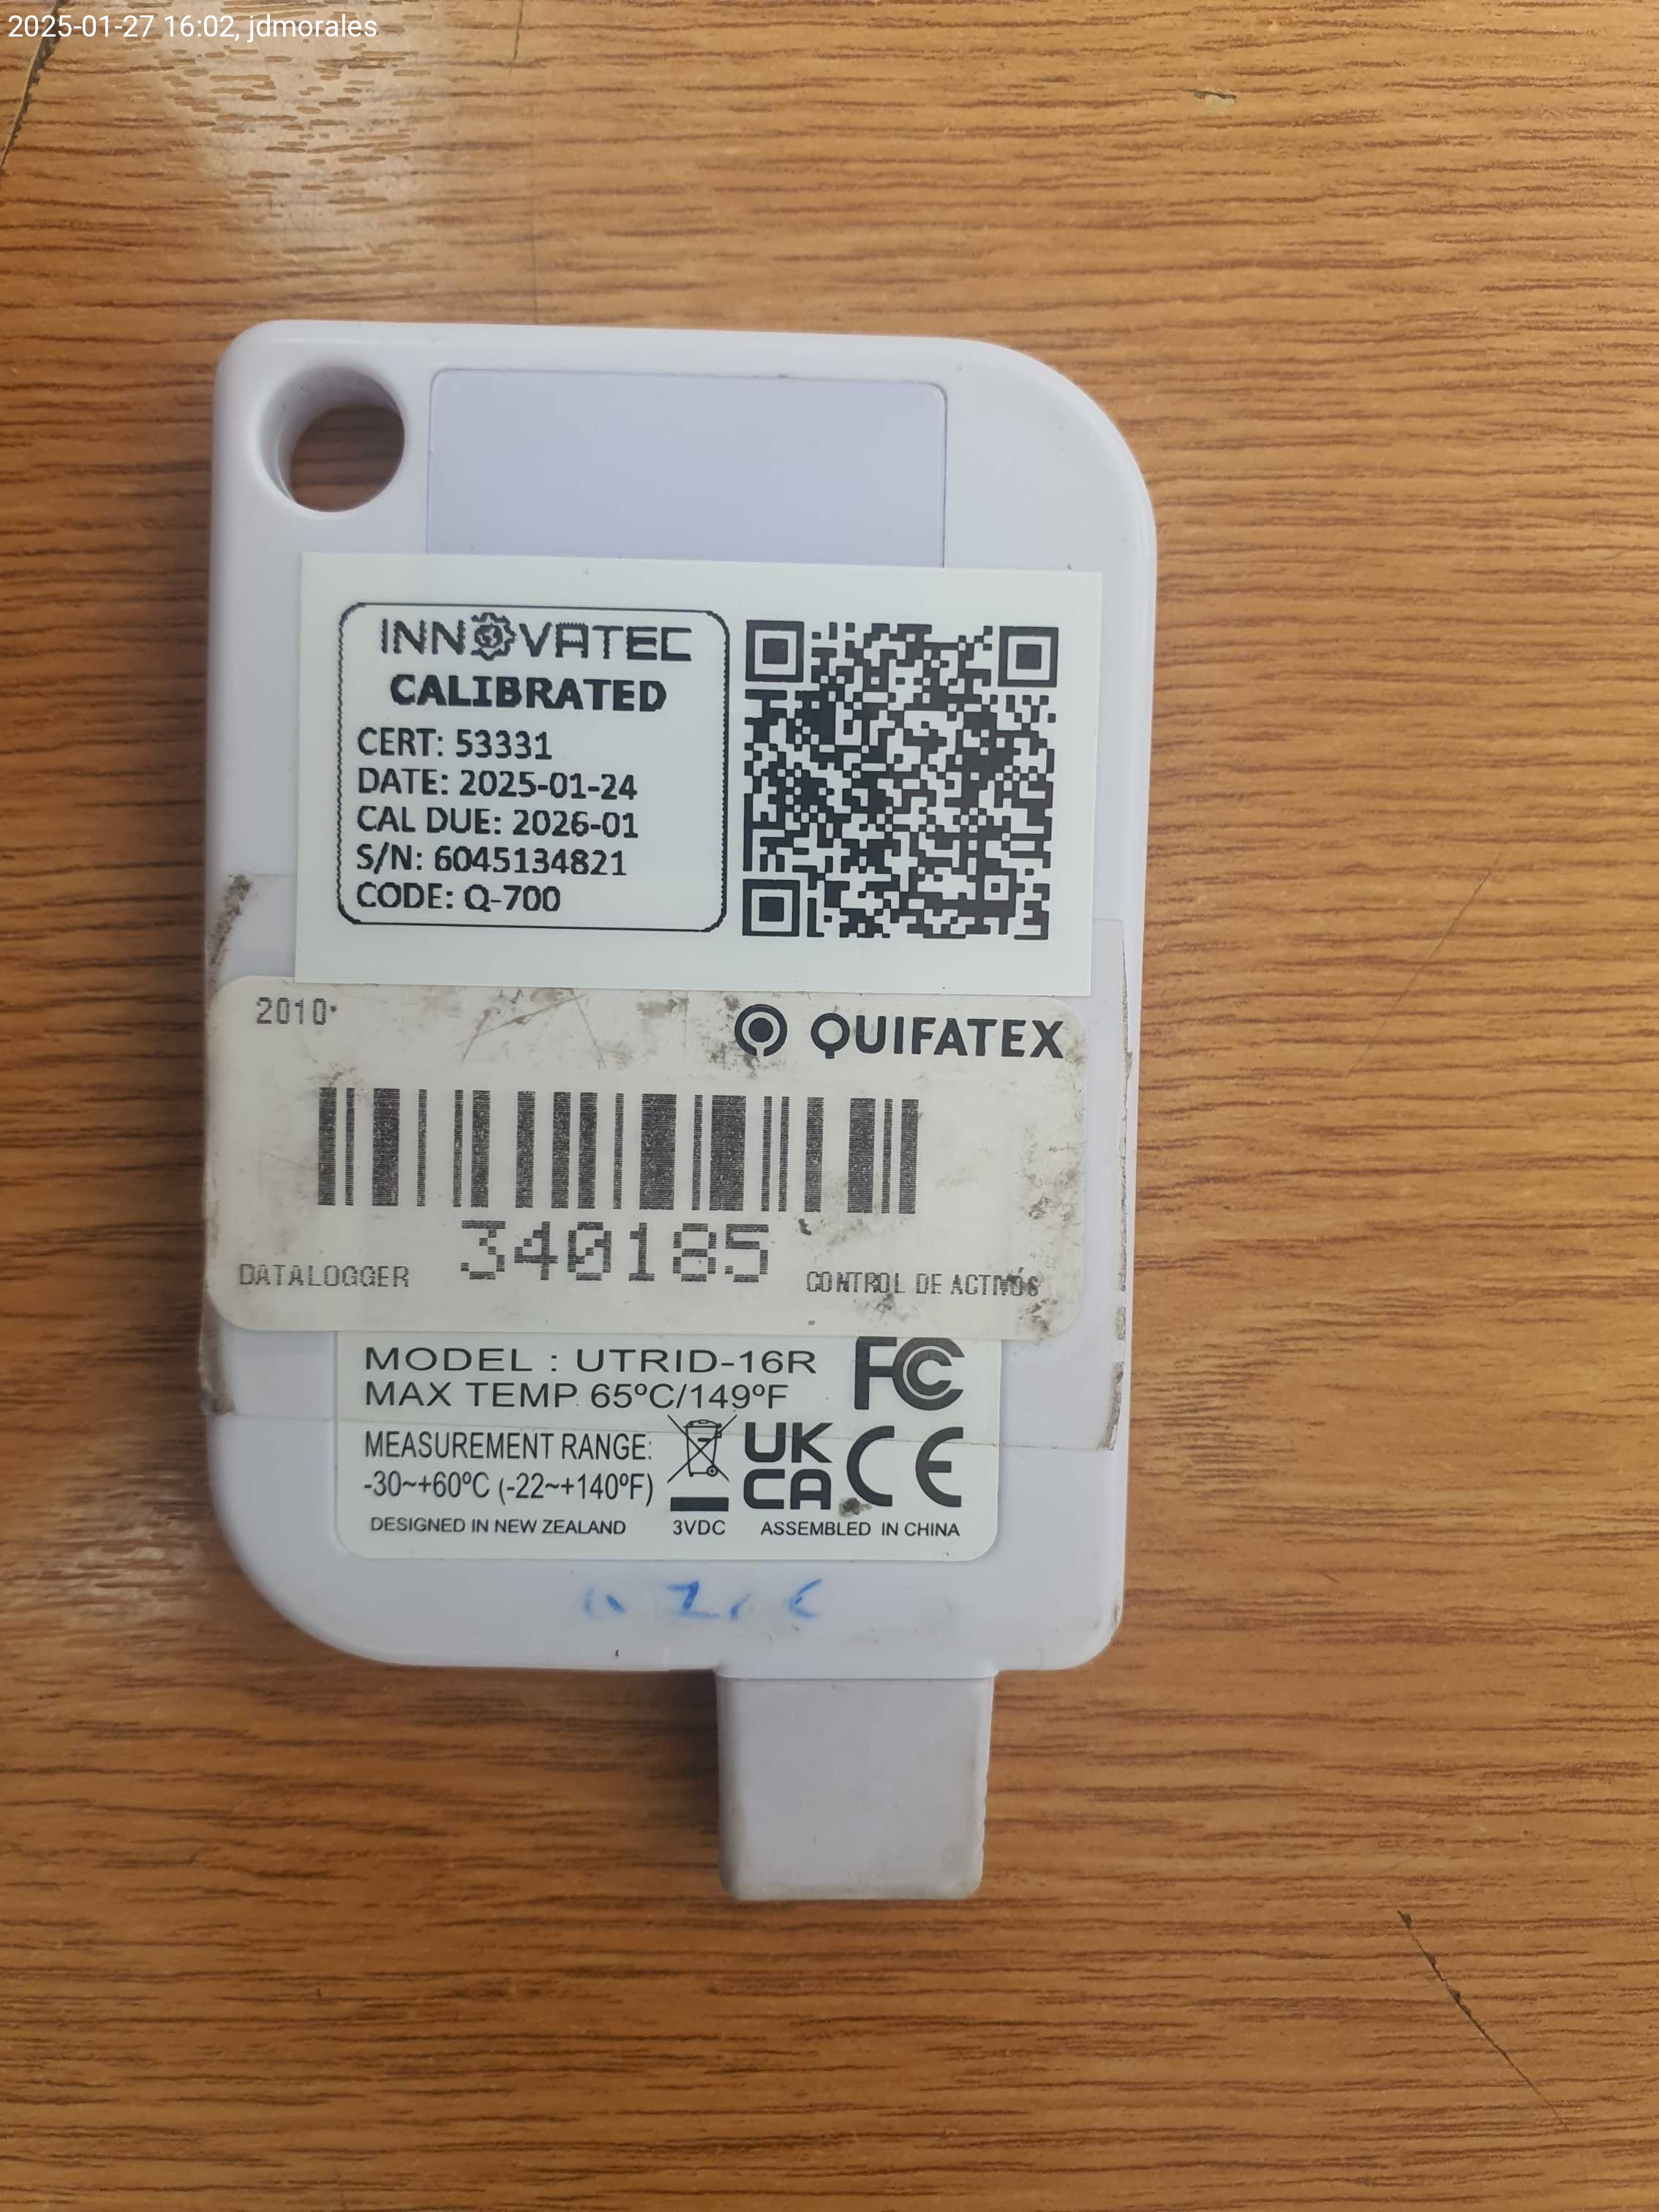 2025-01-27 16:02, jdmorales
INNOVATEC
CALIBRATED
CERT: 53331
DATE: 2025-01-24
CAL DUE: 2026-01
S/N: 6045134821
CODE: Q-700
2010
QUIFATEX
340185
DATALOGGER
CONTROL DE ACTIVOS
MODEL : UTRID-16R
MAX TEMP 65ºC/149ºF
FC
MEASUREMENT RANGE:
-30~+60ºC (-22~+140ºF)
UK
CA
CE
DESIGNED IN NEW ZEALAND
3VDC
ASSEMBLED IN CHINA